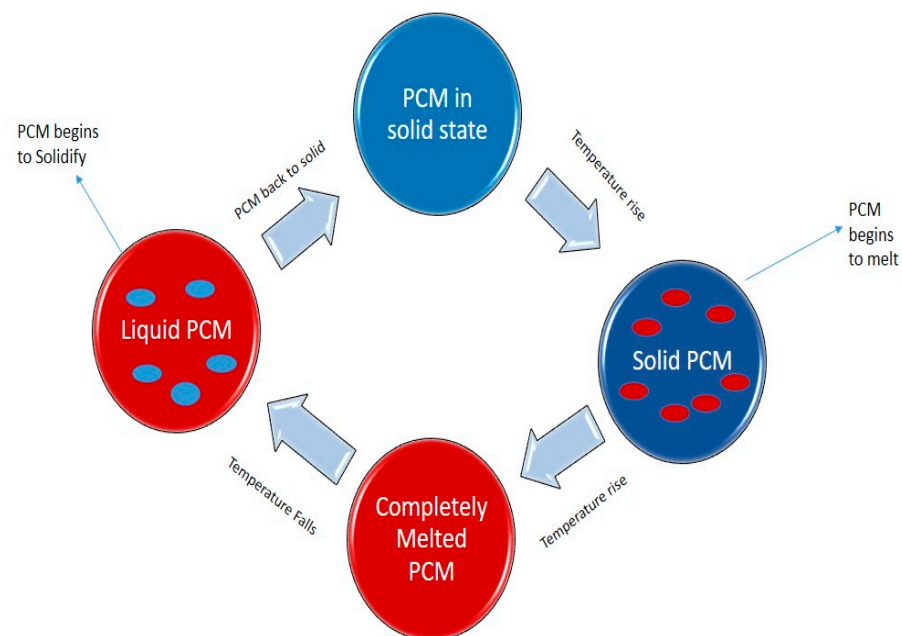 PCM in
solid state
Temperature rise
PCM
begins
to melt
Solid PCM
Temperature rise
Completely
Melted
PCM
Temperature Falls
Liquid PCM
PCM begins
to Solidify
PCM back to solid